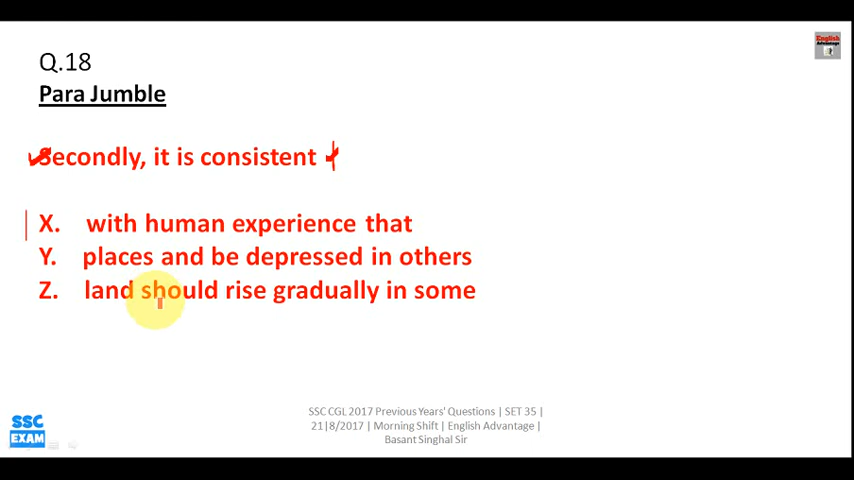 English
Advantage
Q.18
Para Jumble
Secondly, it is consistent
X. with human experience that
Y. places and be depressed in others
Z. land should rise gradually in some
SSC CGL 2017 Previous Years' Questions | SET 35 |
21|8/2017 | Morning Shift | English Advantage |
Basant Singhal Sir
SSC
EXAM